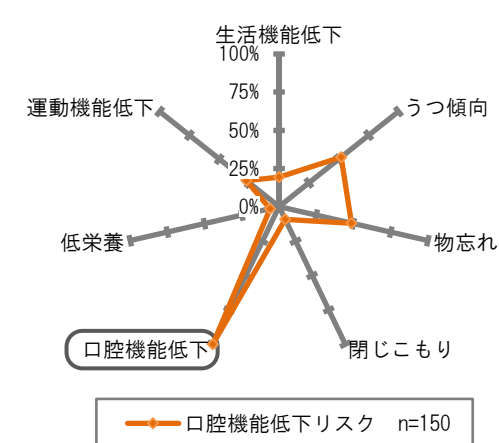 生活機能低下
100%
75%
50%
25%
0%
うつ傾向
物忘れ
閉じこもり
口腔機能低下
低栄養
運動機能低下
口腔機能低下リスク n=150